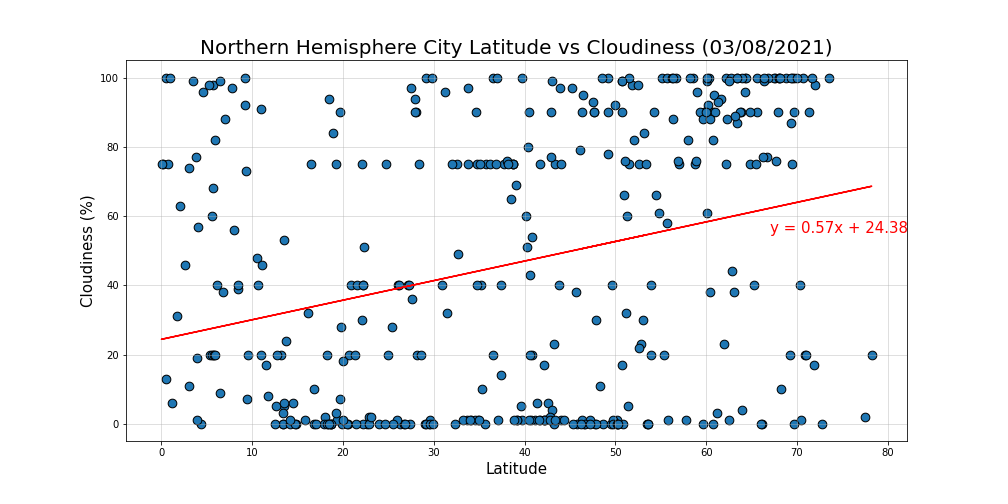 Northern Hemisphere City Latitude vs Cloudiness (03/08/2021)
Cloudiness (%)
100
80
60
40
20
0
y = 0.57x + 24.38
0 10 20 30 40 50 60 70 80
Latitude